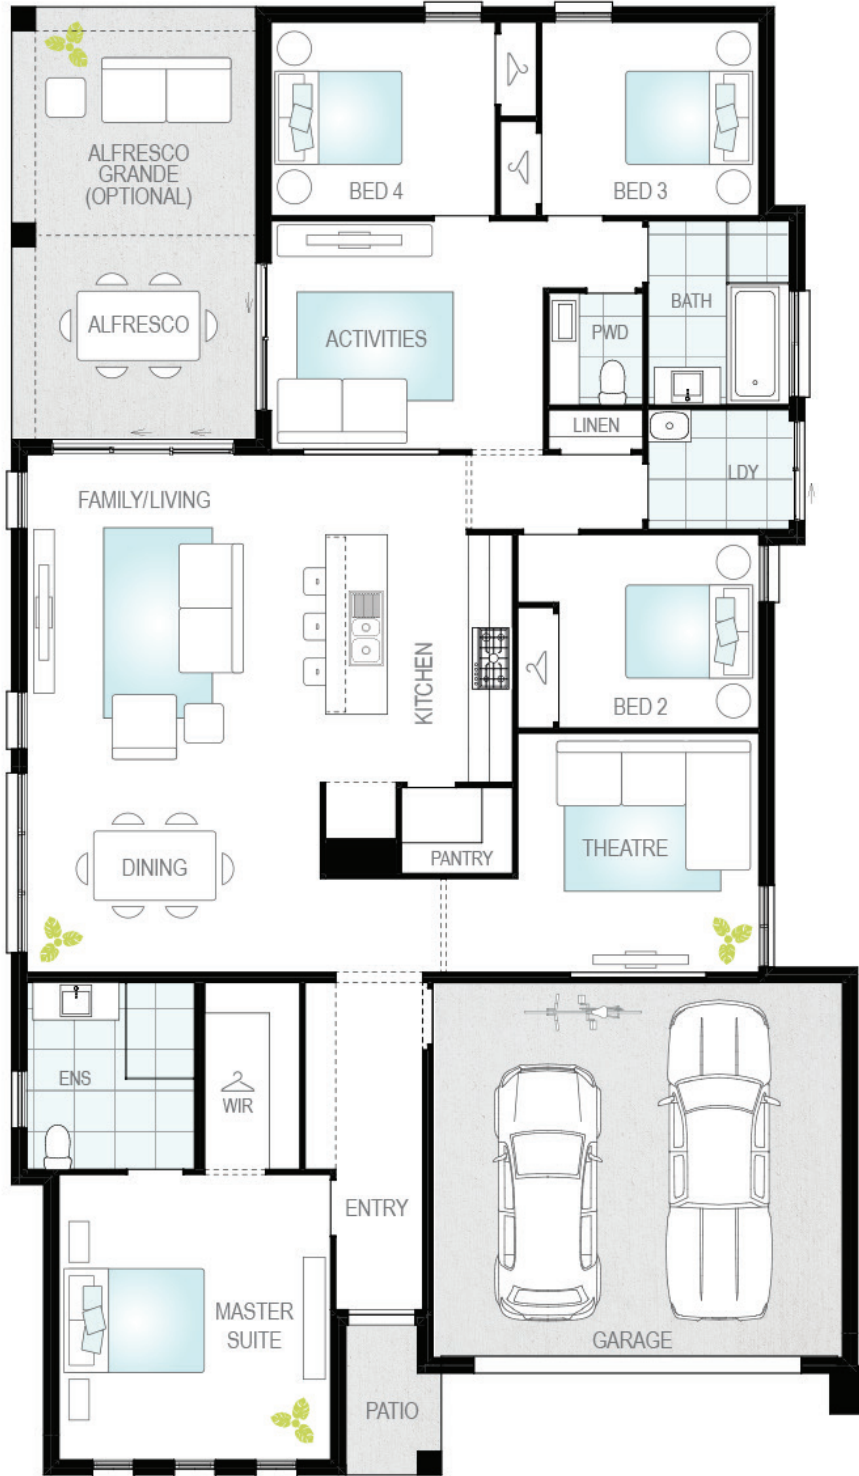 ALFRESCO
GRANDE
(OPTIONAL)
BED 4
BED 3
ALFRESCO
ACTIVITIES
PWD
BATH
LINEN
LDY
FAMILY/LIVING
KITCHEN
BED 2
DINING
PANTRY
THEATRE
ENS
WIR
ENTRY
MASTER
SUITE
GARAGE
PATIO